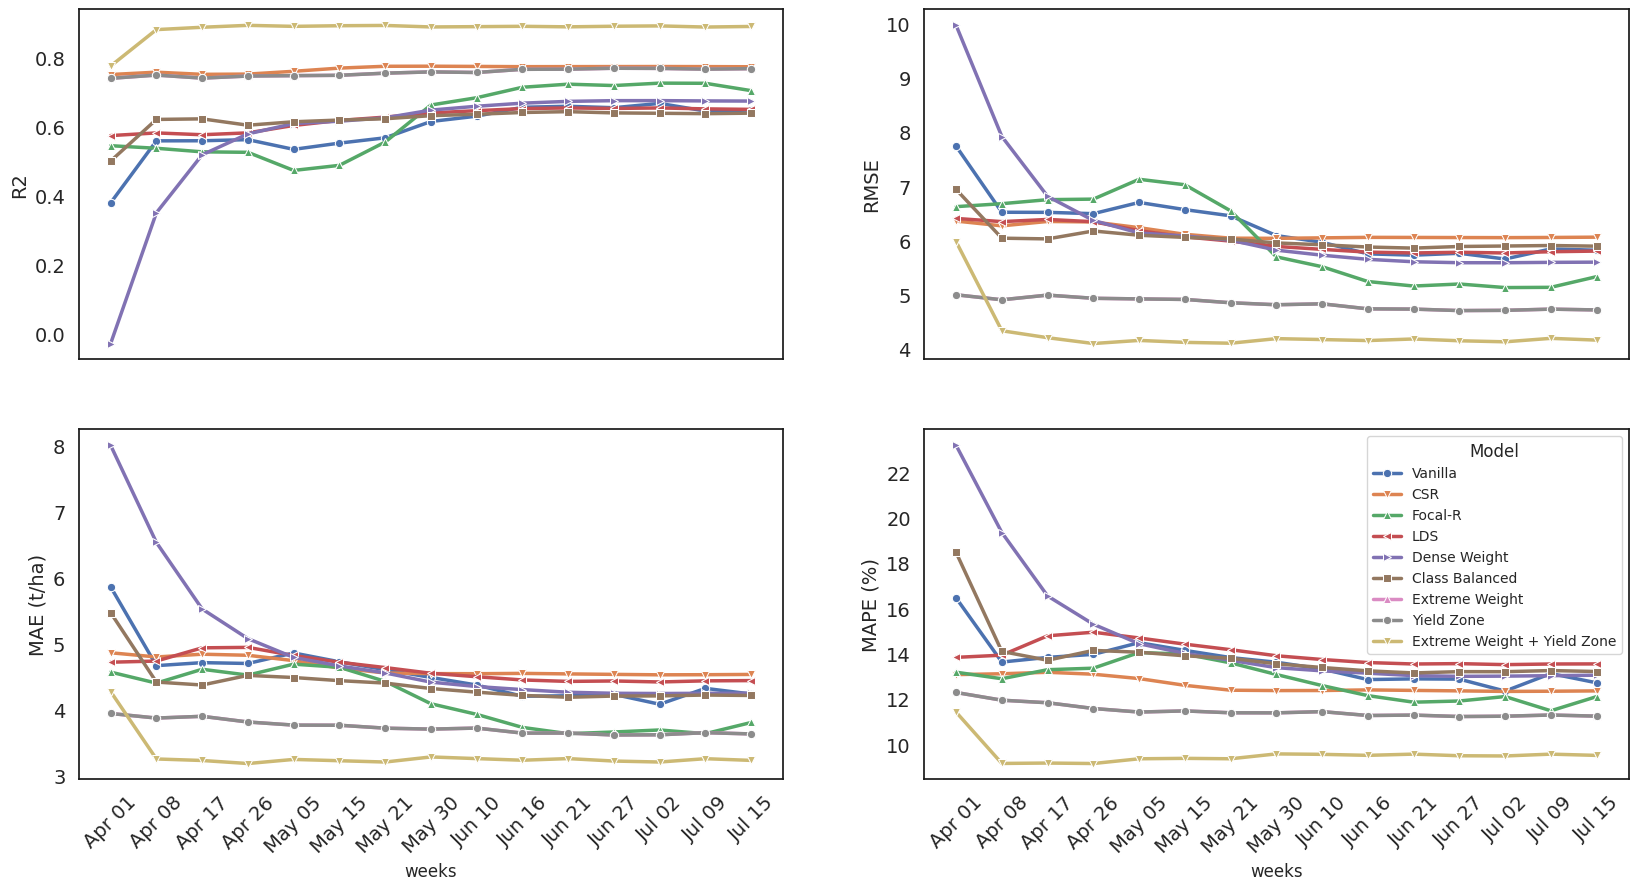 0.8
0.6
0.4
0.2
0.0
R2
10
9
8
7
6
5
4
RMSE
8
7
6
5
4
3
MAE (t/ha)
Apr 01
Apr 08
Apr 17
Apr 26
May 05
May 15
May 21
May 30
Jun 10
Jun 16
Jun 21
Jun 27
Jul 02
Jul 09
Jul 15
weeks
22
20
18
16
14
12
10
MAPE (%)
Model
Vanilla
CSR
Focal-R
LDS
Dense Weight
Class Balanced
Extreme Weight
Yield Zone
Extreme Weight + Yield Zone
Apr 01
Apr 08
Apr 17
Apr 26
May 05
May 15
May 21
May 30
Jun 10
Jun 16
Jun 21
Jun 27
Jul 02
Jul 09
Jul 15
weeks